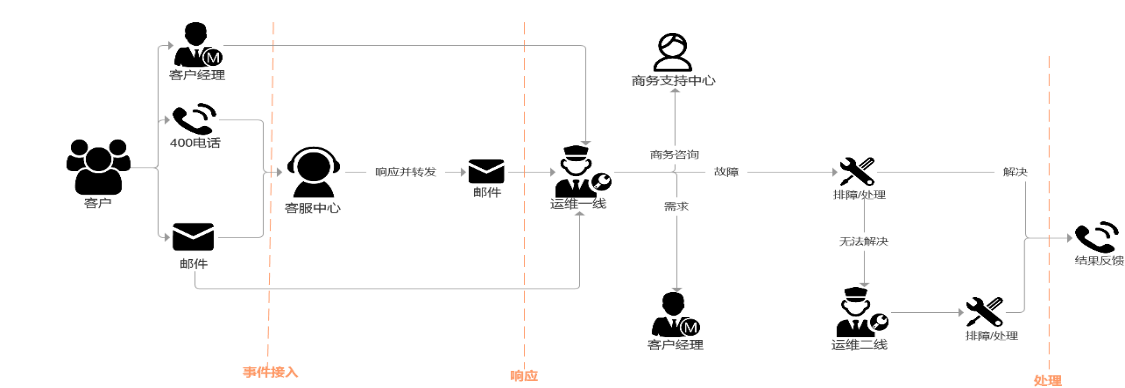 M
客户经理
商务支持中心
400电话
商务咨询
响应并转发
故障
解决
客户
客服中心
邮件
运维一线
排障/处理
需求
无法解决
邮件
结果反馈
M
客户经理
运维二线
排障/处理
事件接入
响应
处理